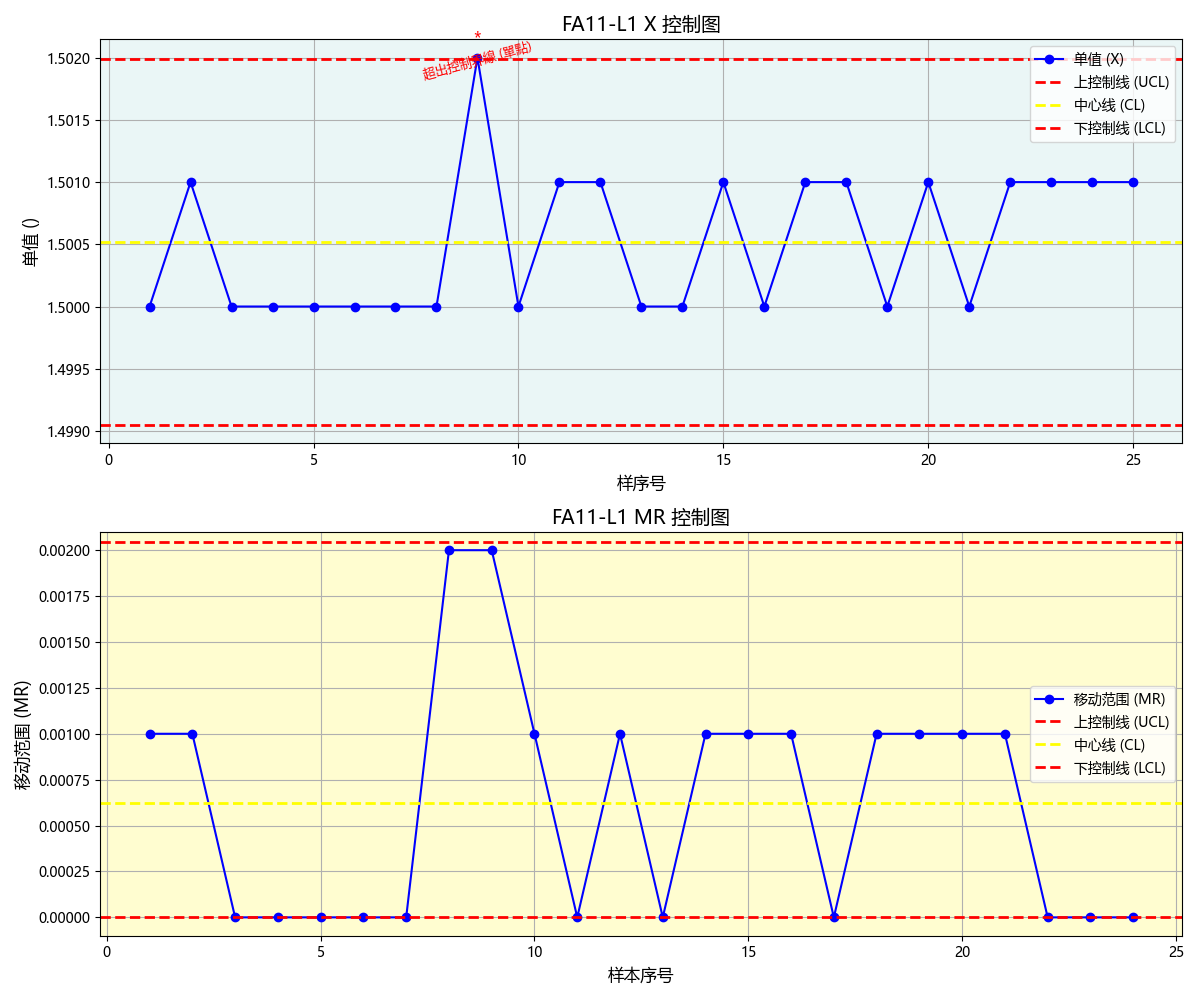 FA11-L1 X 控制图
*
超出控制界線 (單點)
1.5020
1.5015
1.5010
1.5005
1.5000
1.4995
1.4990
单值 ()
单值 (X)
上控制线 (UCL)
中心线 (CL)
下控制线 (LCL)
0 5 10 15 20 25
样序号
FA11-L1 MR 控制图
0.00200
0.00175
0.00150
0.00125
0.00100
0.00075
0.00050
0.00025
0.00000
移动范围 (MR)
移动范围 (MR)
上控制线 (UCL)
中心线 (CL)
下控制线 (LCL)
0 5 10 15 20 25
样本序号